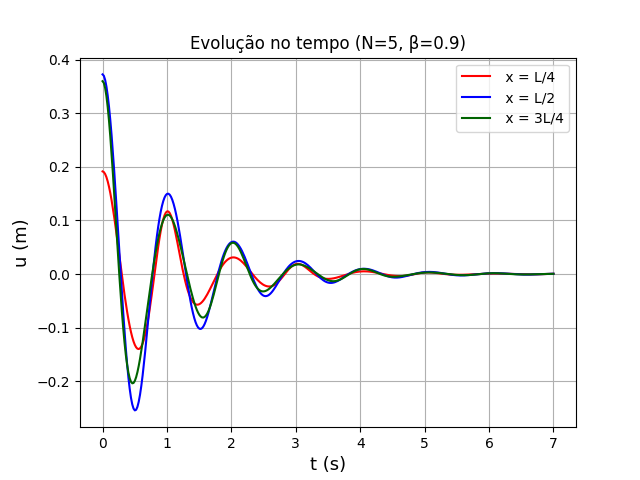 Evolução no tempo (N=5, β=0.9)
x = L/4
x = L/2
x = 3L/4
0.4
0.3
0.2
0.1
0.0
−0.1
−0.2
u (m)
0 1 2 3 4 5 6 7
t (s)